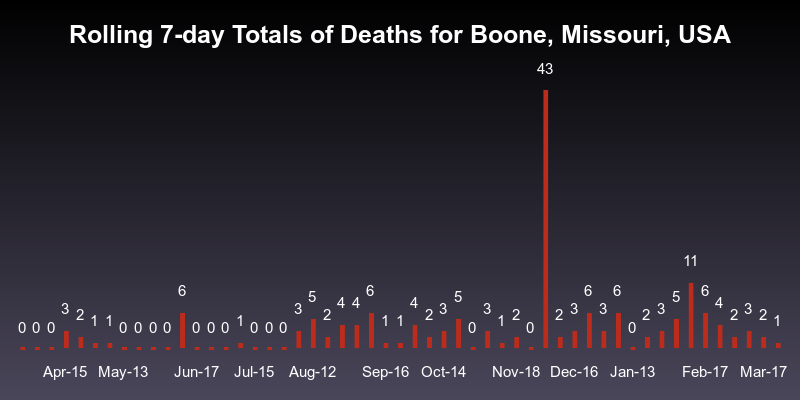 Rolling 7-day Totals of Deaths for Boone, Missouri, USA
43
11
6 6 6 6 6
5 5 5
4 4 4 4
3 3 3 3 3 3 3 3
2 2 2 2 2 2 2 2 2
1 1 1 1 1 1 1
0 0 0 0 0 0 0 0 0 0 0 0 0 0 0 0
Apr-15 May-13 Jun-17 Jul-15 Aug-12 Sep-16 Oct-14 Nov-18 Dec-16 Jan-13 Feb-17 Mar-17